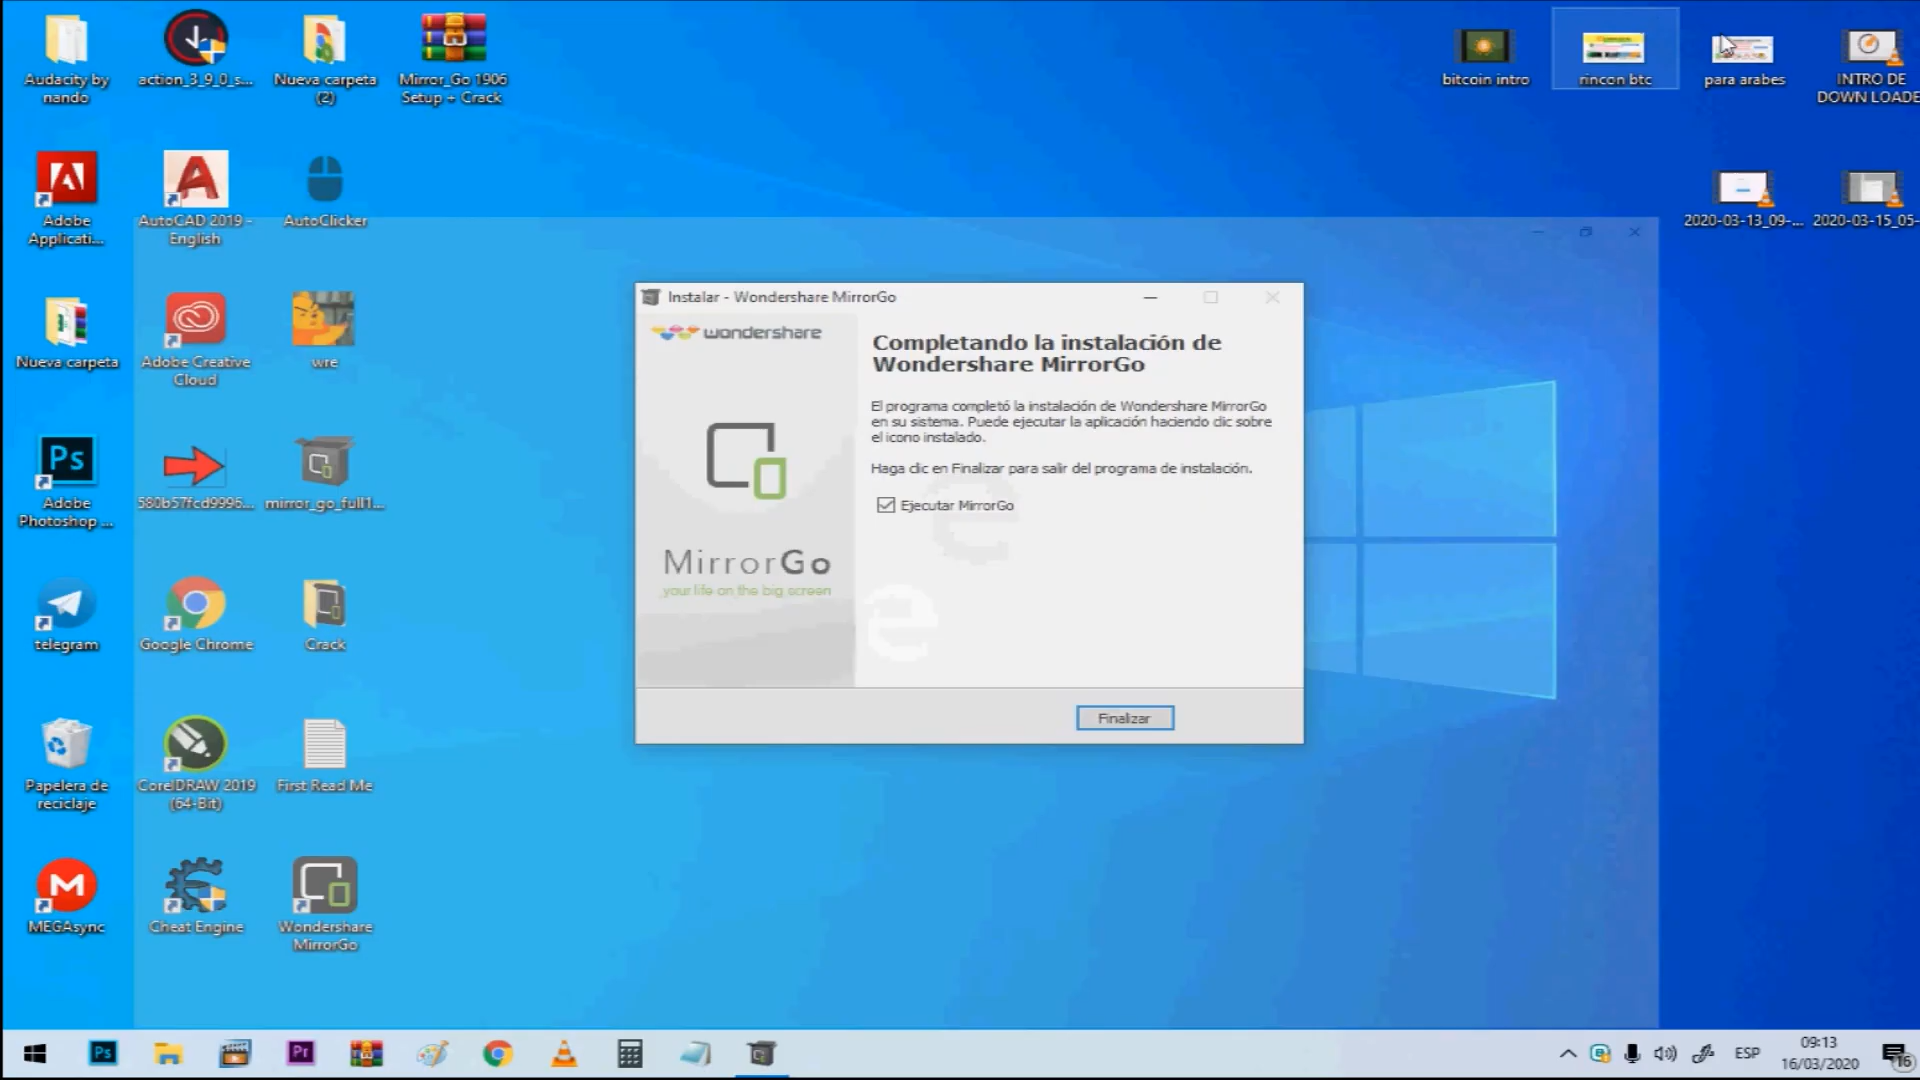 Audacity by
nando
action_3_9_0_s...
Nueva carpeta
(2)
Mirror_Go 1906
Setup + Crack
bitcoin intro
rincon btc
para arabes
INTRO DE
DOWN LOADE
Adobe
Applicati...
AutoCAD 2019 -
English
AutoClicker
2020-03-13_09-...
2020-03-15_05-
Nueva carpeta
Adobe Creative
Cloud
wre
Ps
Adobe
Photoshop ...
580b57fcd9996...
mirror_go_full1...
telegram
Google Chrome
Crack
Papelera de
reciclaje
CorelDRAW 2019
(64-Bit)
First Read Me
M
MEGAsync
Cheat Engine
Wondershare
MirrorGo
Instalar - Wondershare MirrorGo
wondershare
MirrorGo
your life on the big screen
Completando la instalación de
Wondershare MirrorGo
El programa completó la instalación de Wondershare MirrorGo
en su sistema. Puede ejecutar la aplicación haciendo clic sobre
el icono instalado.
Haga clic en Finalizar para salir del programa de instalación.
Ejecutar MirrorGo
e
e
Finalizar
Ps
Pr
ESP
09:13
16/03/2020
16